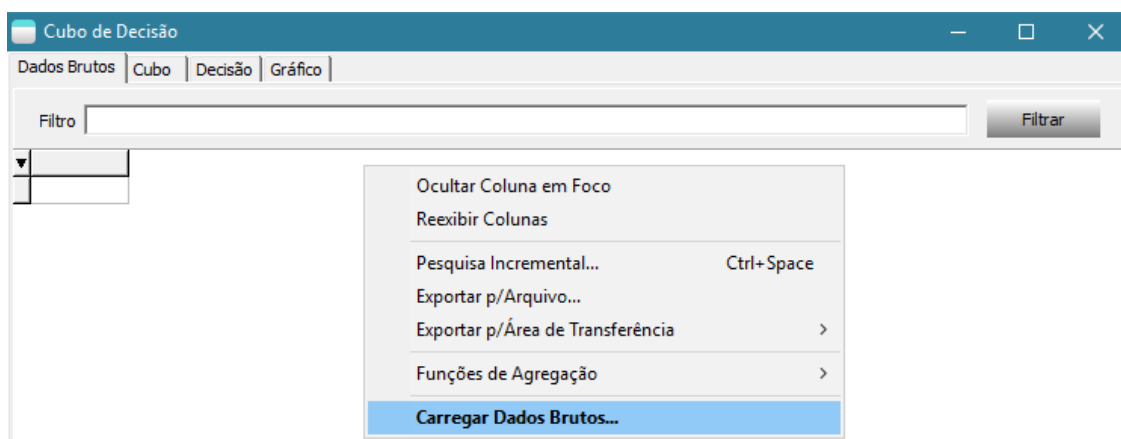 Cubo de Decisão
Dados Brutos Cubo Decisão Gráfico
Filtro Filtrar
Ocultar Coluna em Foco
Reexibir Colunas
Pesquisa Incremental... Ctrl+Space
Exportar p/Arquivo...
Exportar p/Área de Transferência
Funções de Agregação
Carregar Dados Brutos...